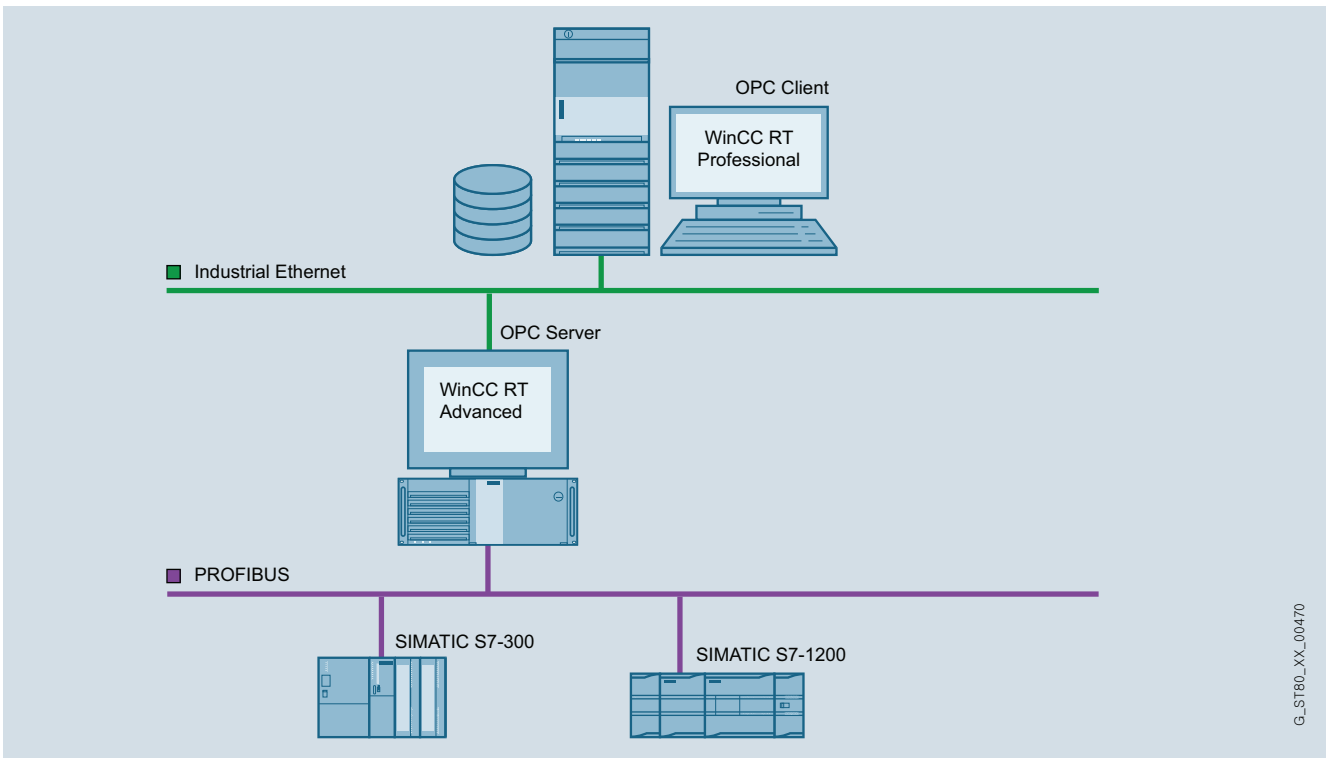 OPC Client
WinCC RT
Professional
Industrial Ethernet
OPC Server
WinCC RT
Advanced
PROFIBUS
SIMATIC S7-300
SIMATIC S7-1200
G_ST80_XX_00470